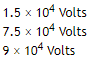 1.5 × 10⁴ Volts
7.5 × 10⁴ Volts
9 × 10⁴ Volts